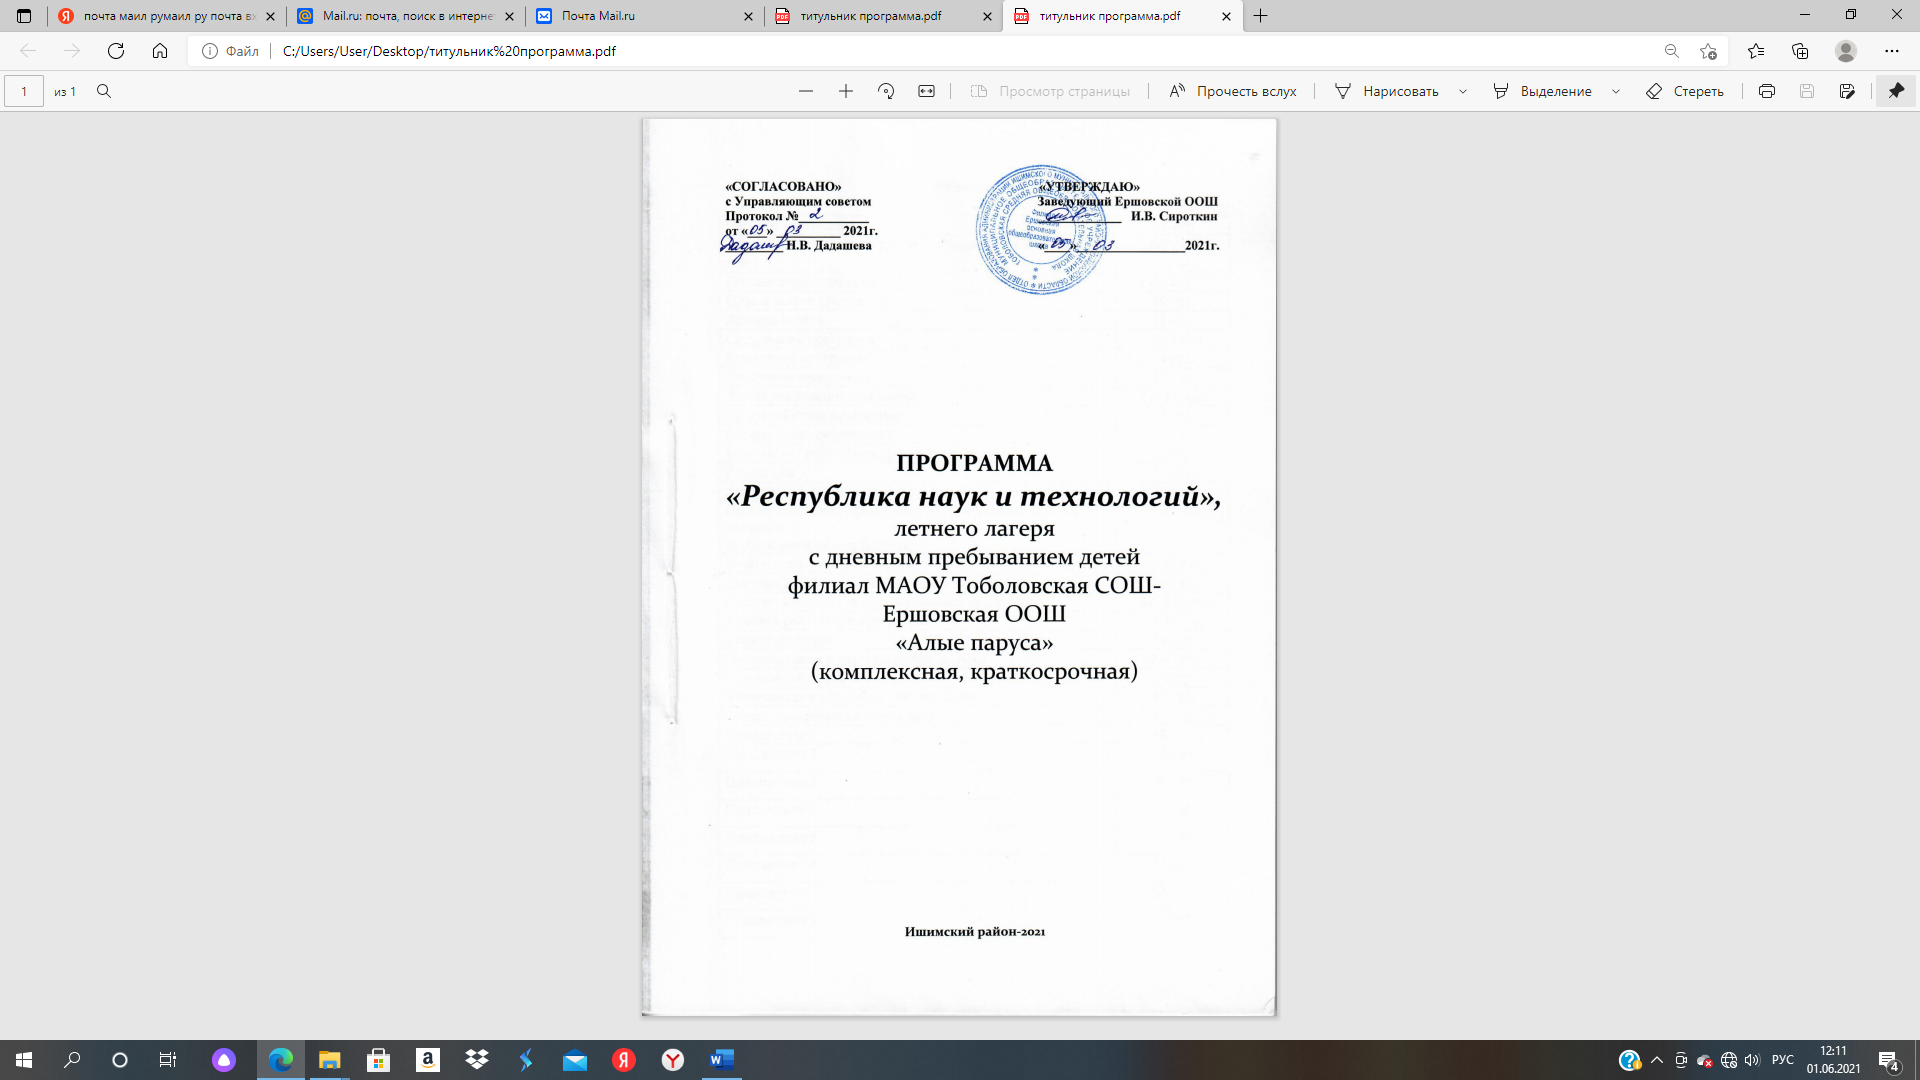 почта маил румаил ру почта вх
Mail.ru: почта, поиск в интерне
Почта Mail.ru
титульник программа.pdf
титульник программа.pdf
Файл
C:/Users/User/Desktop/титульник%20программа.pdf
1 из 1
Просмотр страницы
Прочесть вслух
Нарисовать
Выделение
Стереть
«СОГЛАСОВАНО»
с Управляющим советом
Протокол № 2
от «05» 03 2021г.
Н.В. Дадашева
«УТВЕРЖДАЮ»
Заведующий Ершовской ООШ
И.В. Сироткин
«05» 03 2021г.
ПРОГРАММА
«Республика наук и технологий»,
летнего лагеря
с дневным пребыванием детей
филиал МАОУ Тоболовская СОШ-
Ершовская ООШ
«Алые паруса»
(комплексная, краткосрочная)
Ишимский район-2021
РУС
12:11
01.06.2021
4